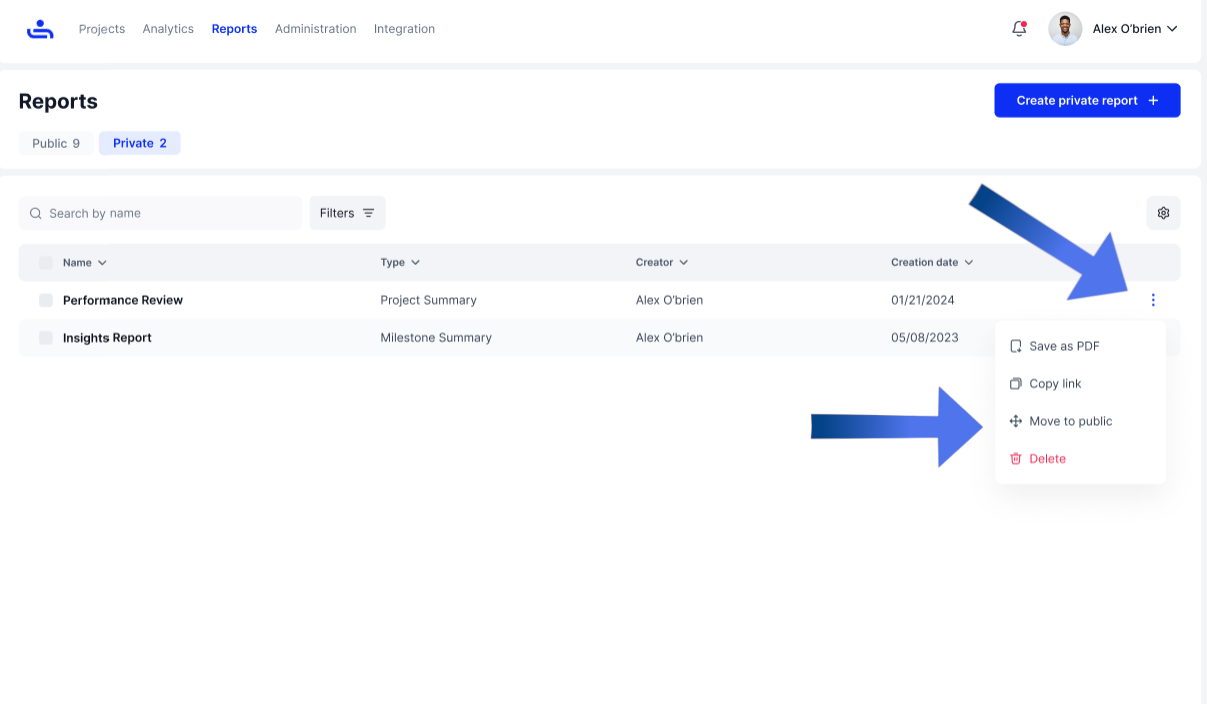 Projects Analytics Reports Administration Integration Alex O'brien
Reports
Create private report +
Public 9 Private 2
Search by name Filters
Name Type Creator Creation date
Performance Review Project Summary Alex O'brien 01/21/2024
Insights Report Milestone Summary Alex O'brien 05/08/2023
Save as PDF
Copy link
Move to public
Delete